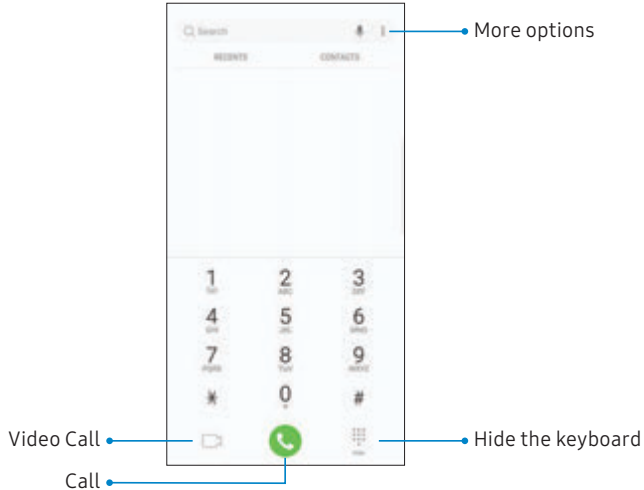 Search
More options
RECENTS CONTACTS
1 2 3
ABC DEF
4 5 6
GHI JKL MNO
7 8 9
PQRS TUV WXYZ
* 0 #
+
Video Call
Hide the keyboard
Call